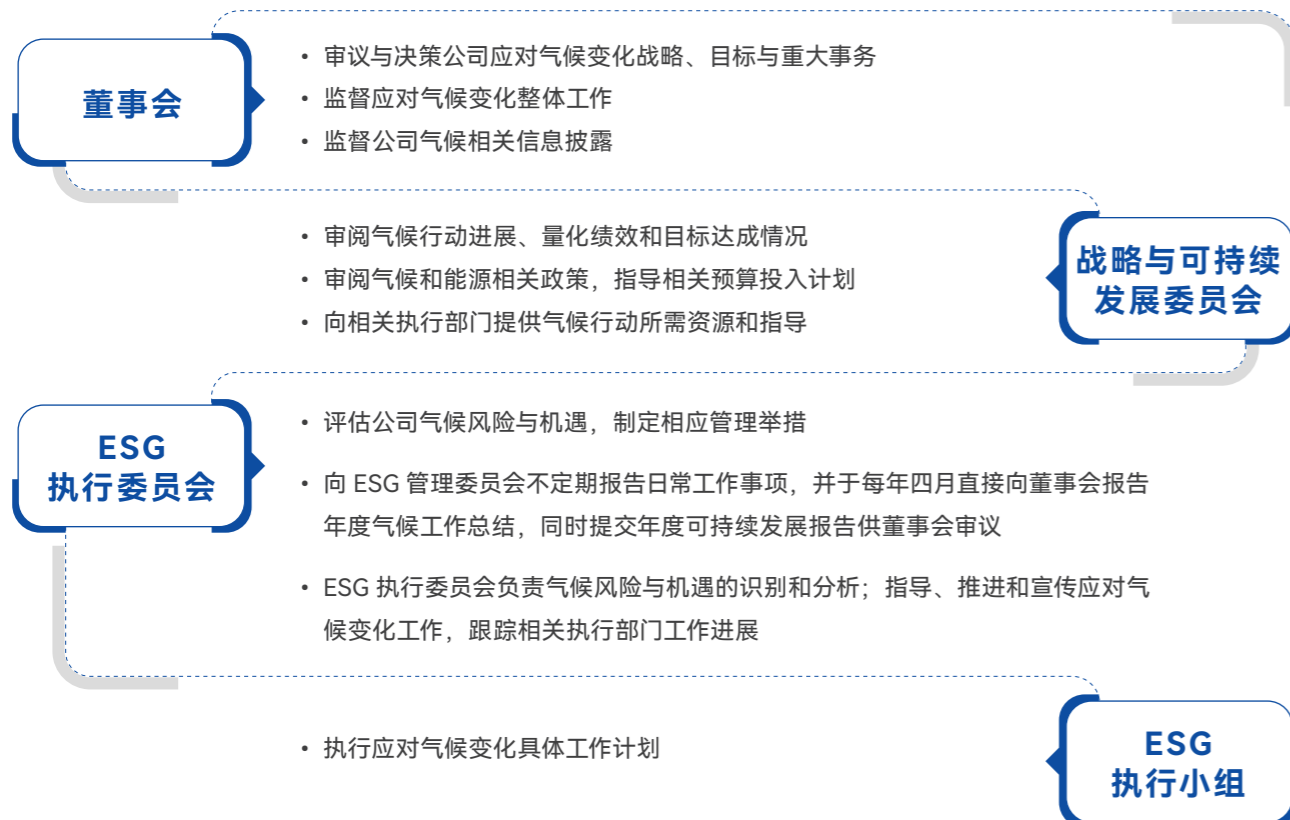 董事会
• 审议与决策公司应对气候变化战略、目标与重大事务
• 监督应对气候变化整体工作
• 监督公司气候相关信息披露
战略与可持续
发展委员会
• 审阅气候行动进展、量化绩效和目标达成情况
• 审阅气候和能源相关政策，指导相关预算投入计划
• 向相关执行部门提供气候行动所需资源和指导
ESG
执行委员会
• 评估公司气候风险与机遇，制定相应管理举措
• 向 ESG 管理委员会不定期报告日常工作事项，并于每年四月直接向董事会报告
年度气候工作总结，同时提交年度可持续发展报告供董事会审议
• ESG 执行委员会负责气候风险与机遇的识别和分析；指导、推进和宣传应对气
候变化工作，跟踪相关执行部门工作进展
ESG
执行小组
• 执行应对气候变化具体工作计划